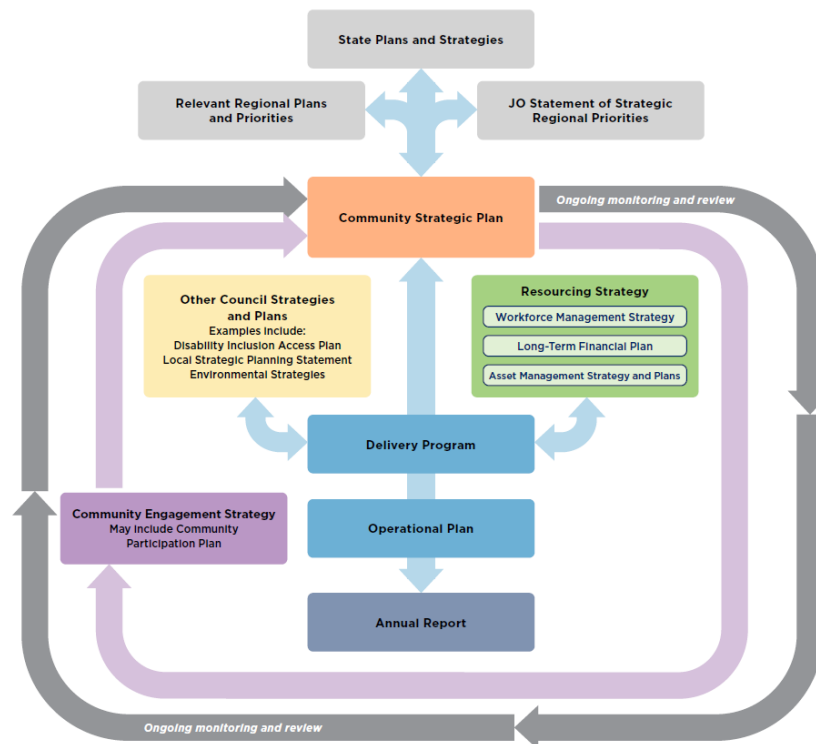 State Plans and Strategies
Relevant Regional Plans
and Priorities
JO Statement of Strategic
Regional Priorities
Community Strategic Plan
Ongoing monitoring and review
Other Council Strategies
and Plans
Examples Include:
Disability Inclusion Access Plan
Local Strategic Planning Statement
Environmental Strategies
Resourcing Strategy
Workforce Management Strategy
Long-Term Financial Plan
Asset Management Strategy and Plans
Delivery Program
Community Engagement Strategy
May Include Community
Participation Plan
Operational Plan
Annual Report
Ongoing monitoring and review